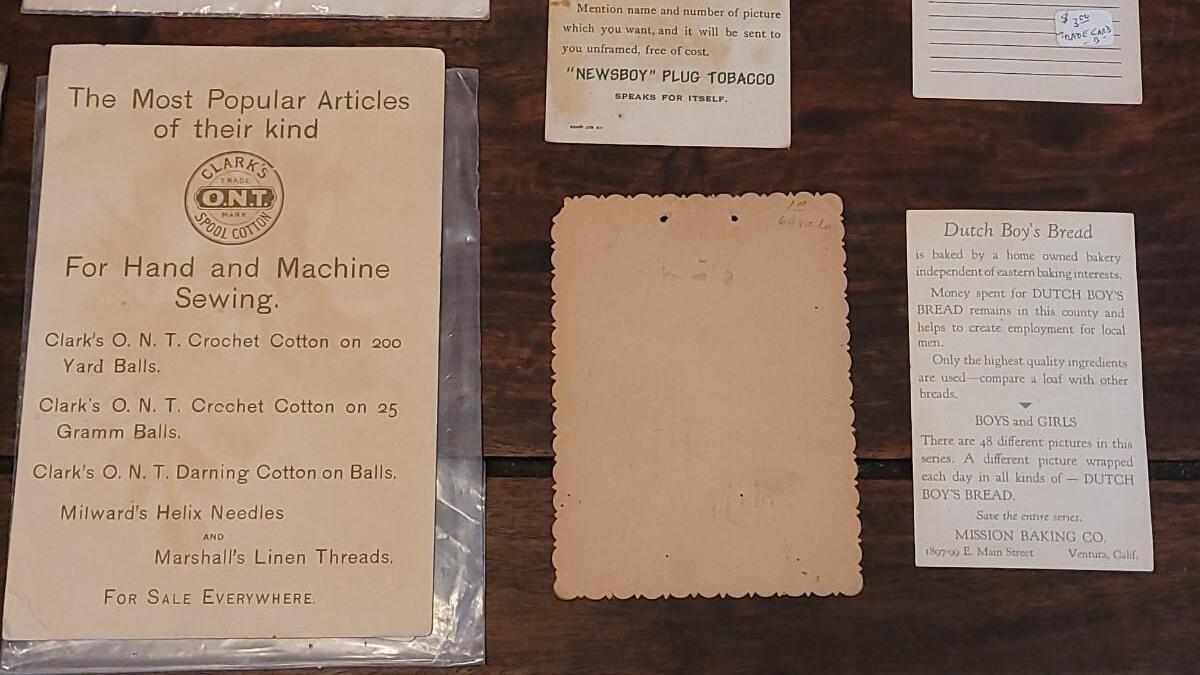 The Most Popular Articles
of their kind
CLARK'S
TRADE
O.N.T.
MARK
SPOOL COTTON
For Hand and Machine
Sewing.
Clark's O. N. T. Crochet Cotton on 200
Yard Balls.
Clark's O. N. T. Crochet Cotton on 25
Gramm Balls.
Clark's O. N. T. Darning Cotton on Balls.
Milward's Helix Needles
AND
Marshall's Linen Threads.
FOR SALE EVERYWHERE.
Mention name and number of picture
which you want, and it will be sent to
you unframed, free of cost.
"NEWSBOY" PLUG TOBACCO
SPEAKS FOR ITSELF.
$3.00
TRADE CARD
Dutch Boy's Bread
is baked by a home owned bakery
independent of eastern baking interests.
Money spent for DUTCH BOY'S
BREAD remains in this county and
helps to create employment for local
men.
Only the highest quality ingredients
are used—compare a loaf with other
breads.
BOYS and GIRLS
There are 48 different pictures in this
series. A different picture wrapped
each day in all kinds of — DUTCH
BOY'S BREAD.
Save the entire series.
MISSION BAKING CO.
1897-99 E. Main Street Ventura, Calif.